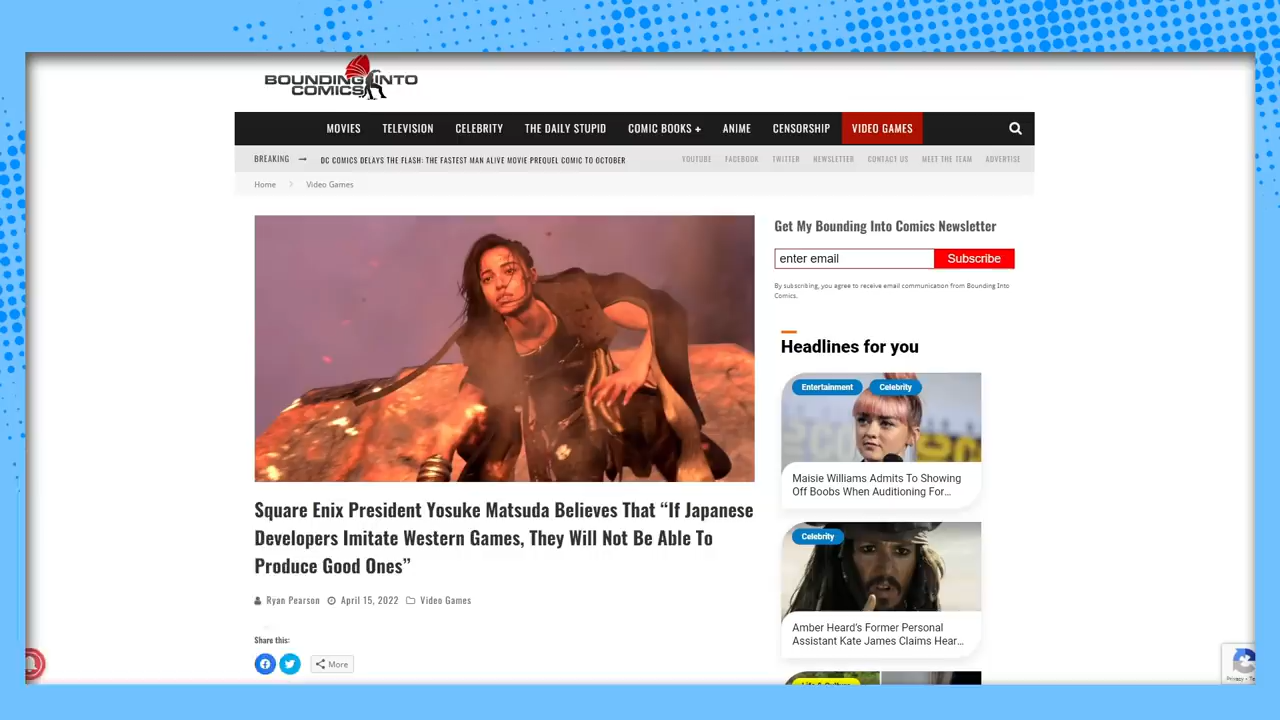 BOUNDING INTO
COMICS
MOVIES TELEVISION CELEBRITY THE DAILY STUPID COMIC BOOKS + ANIME CENSORSHIP VIDEO GAMES
BREAKING → DC COMICS DELAYS THE FLASH: THE FASTEST MAN ALIVE MOVIE PREQUEL COMIC TO OCTOBER YOUTUBE FACEBOOK TWITTER NEWSLETTER CONTACT US MEET THE TEAM ADVERTISE
Home > Video Games
Square Enix President Yosuke Matsuda Believes That “If Japanese
Developers Imitate Western Games, They Will Not Be Able To
Produce Good Ones”
Ryan Pearson April 15, 2022 Video Games
Share this:
More
Get My Bounding Into Comics Newsletter
enter email Subscribe
By subscribing, you agree to receive email communication from Bounding Into
Comics.
Headlines for you
Entertainment Celebrity
Maisie Williams Admits To Showing
Off Boobs When Auditioning For...
Celebrity
Amber Heard's Former Personal
Assistant Kate James Claims Hear...
Life & Culture
Privacy